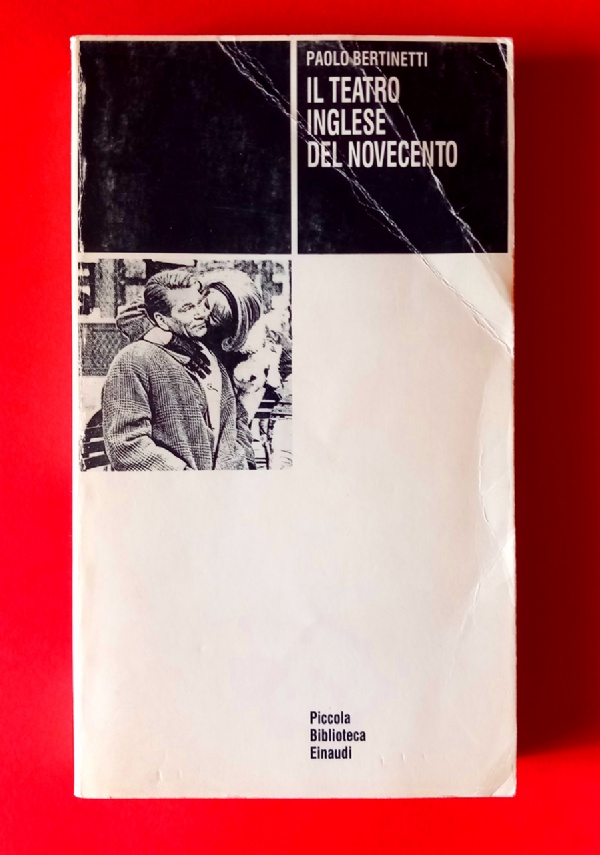 PAOLO BERTINETTI
IL TEATRO
INGLESE
DEL NOVECENTO
Piccola
Biblioteca
Einaudi